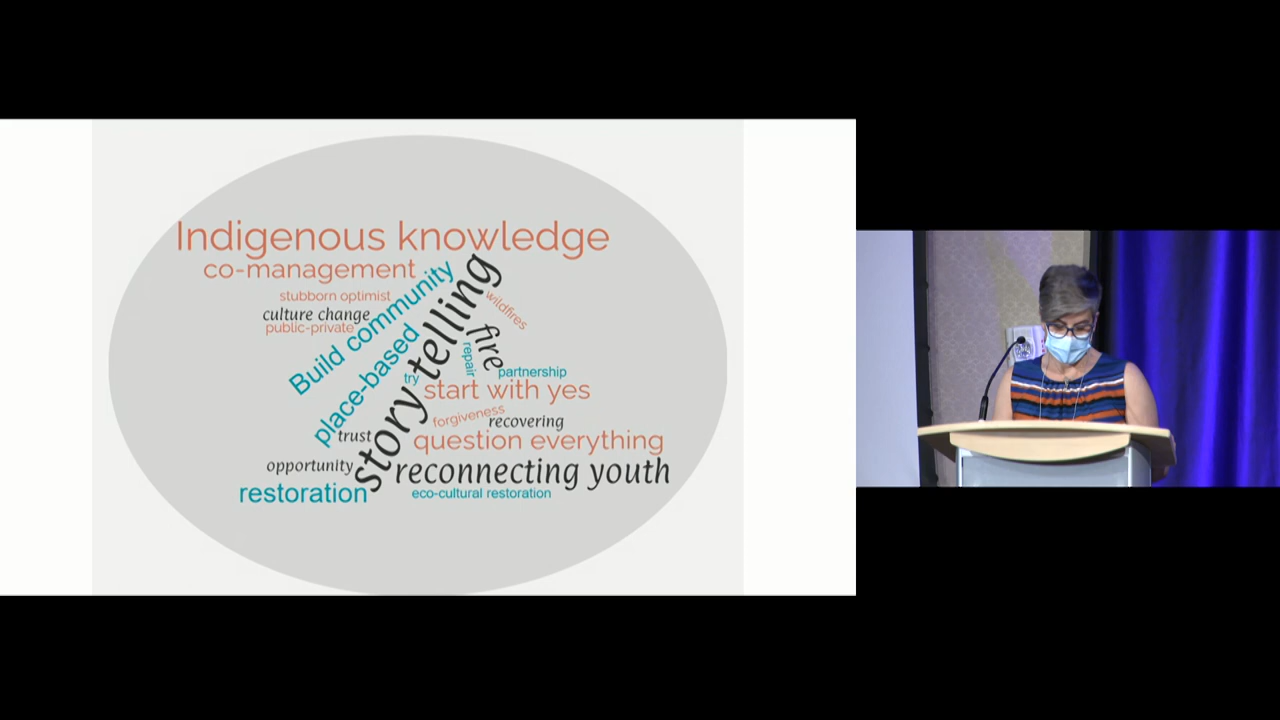 Indigenous knowledge
co-management
stubborn optimist
culture change
public-private
Build community
place-based
storytelling
wildfires
fire
repair
try
partnership
start with yes
forgiveness
recovering
trust
question everything
opportunity
reconnecting youth
restoration
eco-cultural restoration